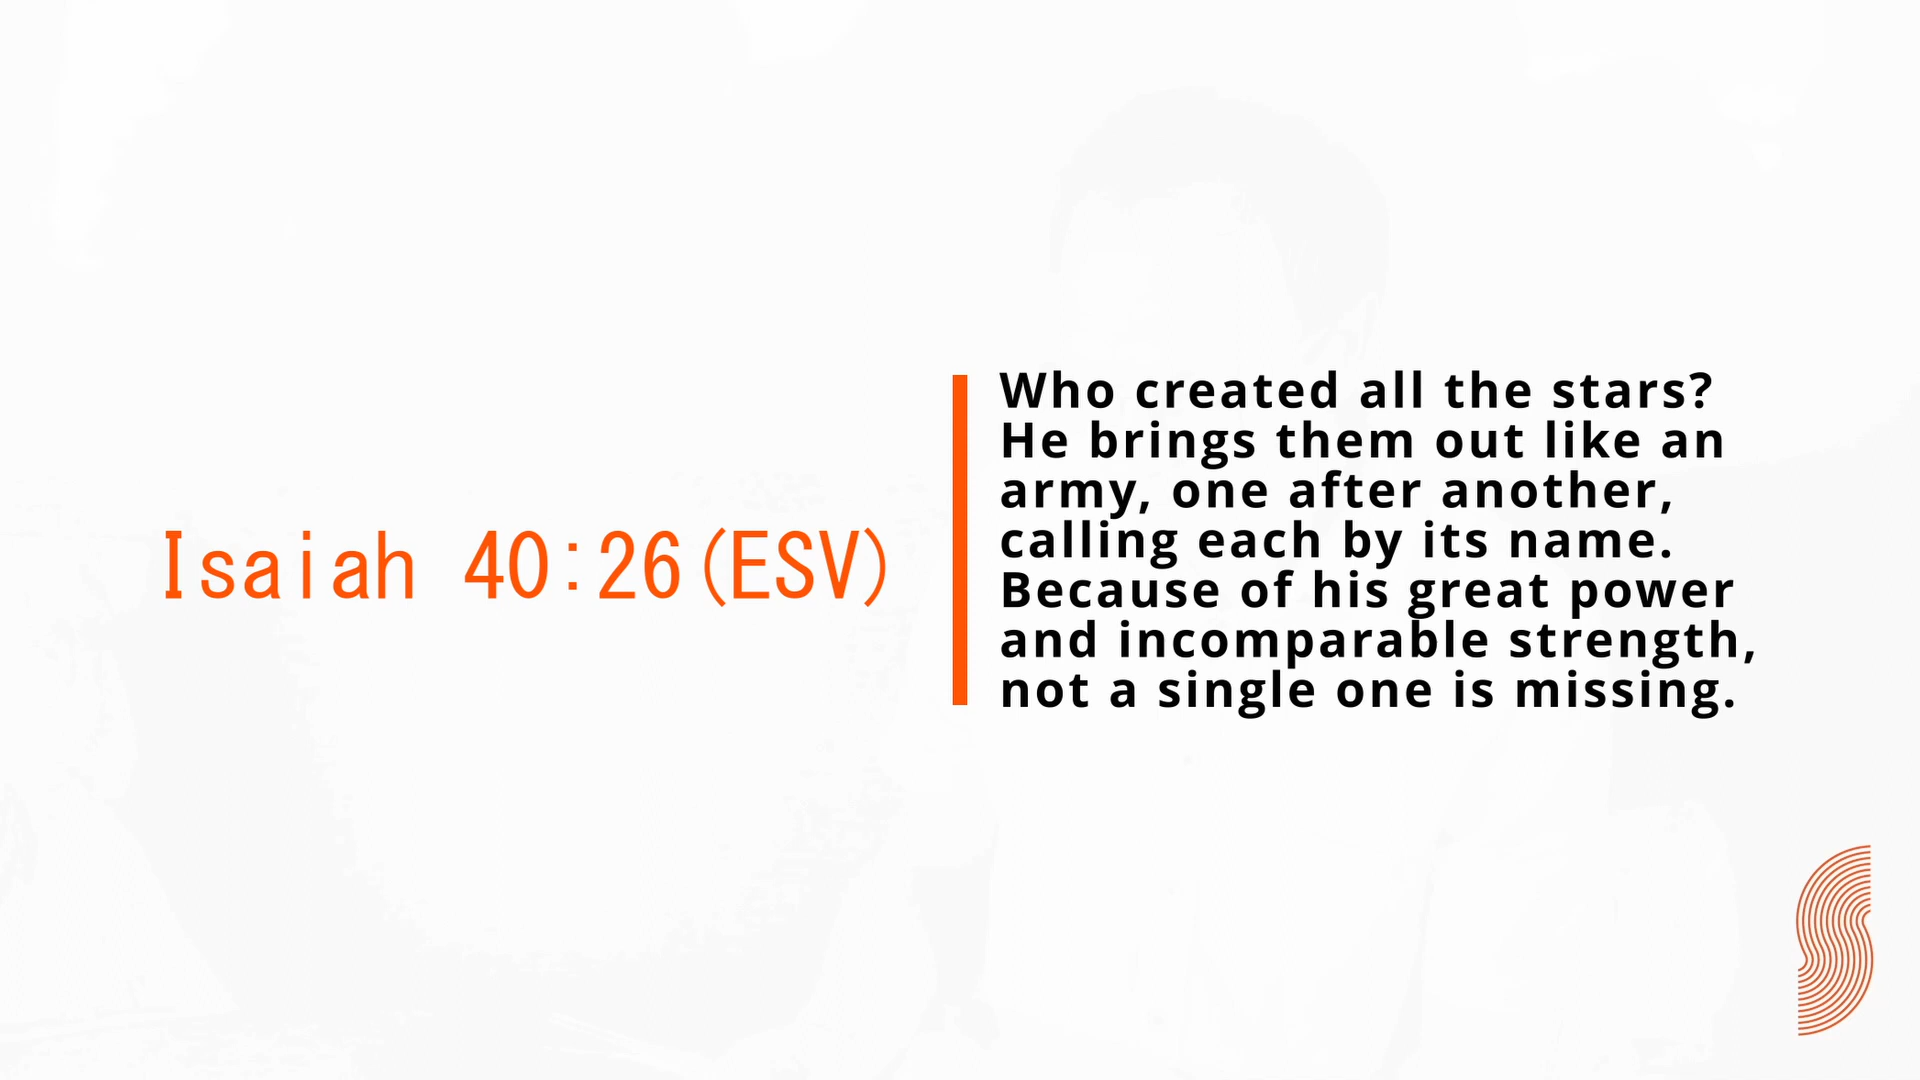 Isaiah 40:26(ESV)
Who created all the stars?
He brings them out like an
army, one after another,
calling each by its name.
Because of his great power
and incomparable strength,
not a single one is missing.